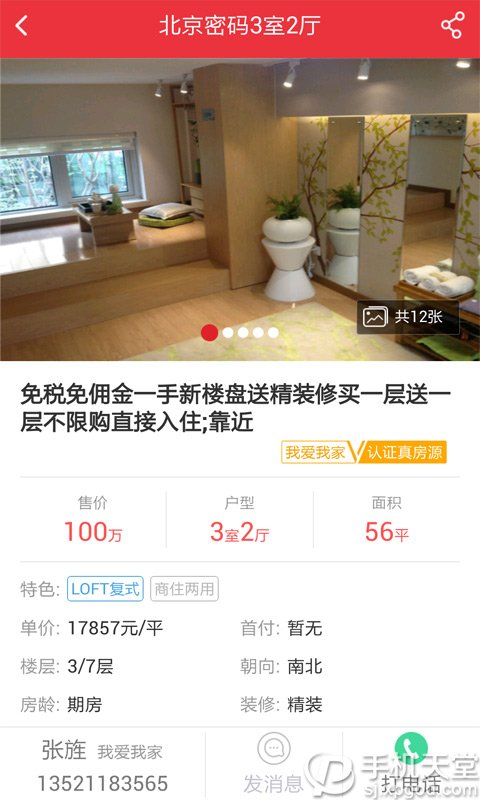 北京密码3室2厅
共12张
免税免佣金一手新楼盘送精装修买一层送一
层不限购直接入住;靠近
我爱我家 认证真房源
售价 户型 面积
100万 3室2厅 56平
特色: LOFT复式 商住两用
单价: 17857元/平 首付: 暂无
楼层: 3/7层 朝向: 南北
房龄: 期房 装修: 精装
张旌 我爱我家
13521183565 发消息 打电话
手机天堂
sjxpgou.com